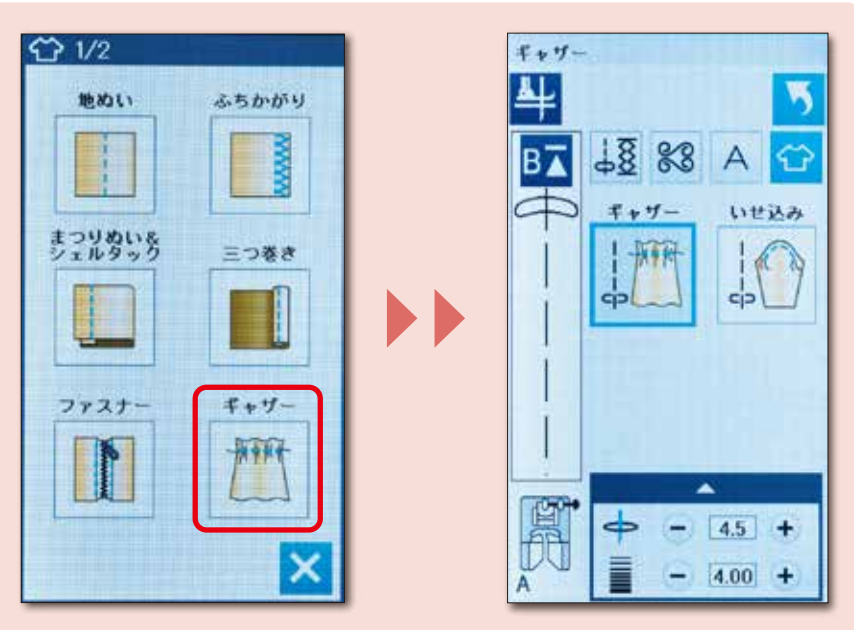 1/2
地ぬい
ふちかがり
まつりぬい&
シェルタック
三つ巻き
ファスナー
ギャザー
ギャザー
B
A
ギャザー
いせ込み
4.5
4.00
A